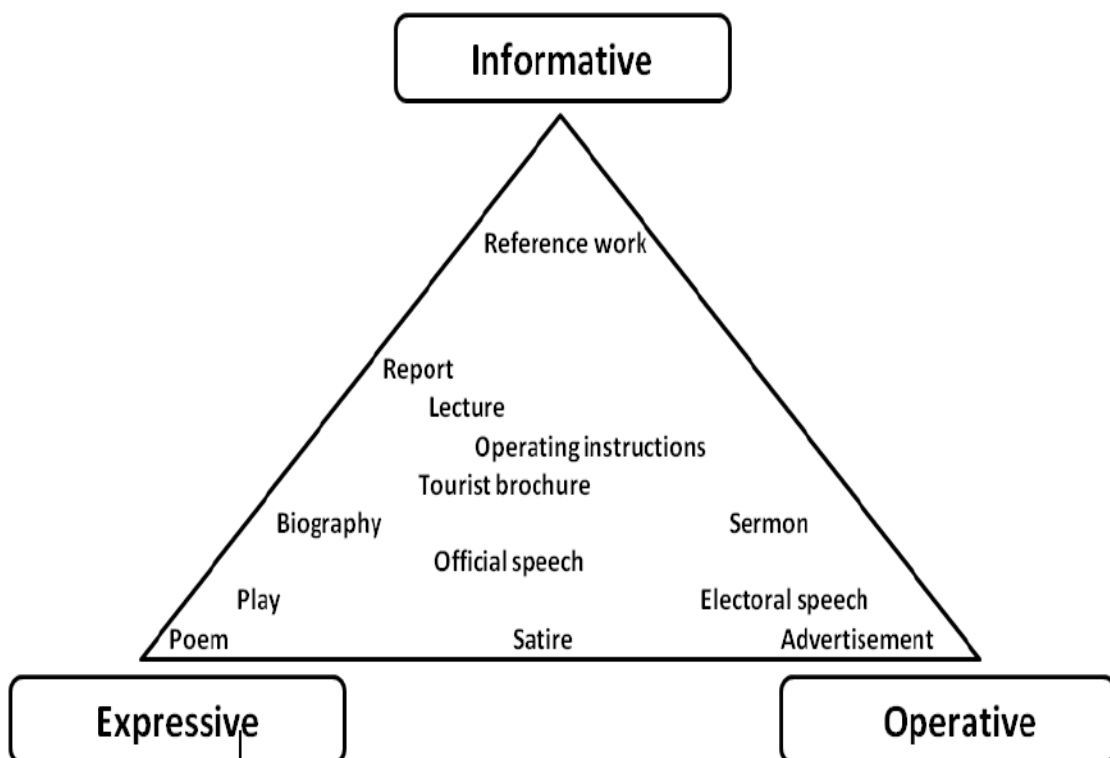 Informative
Reference work
Report
Lecture
Operating instructions
Tourist brochure
Biography Sermon
Official speech
Play Electoral speech
Poem Satire Advertisement
Expressive Operative